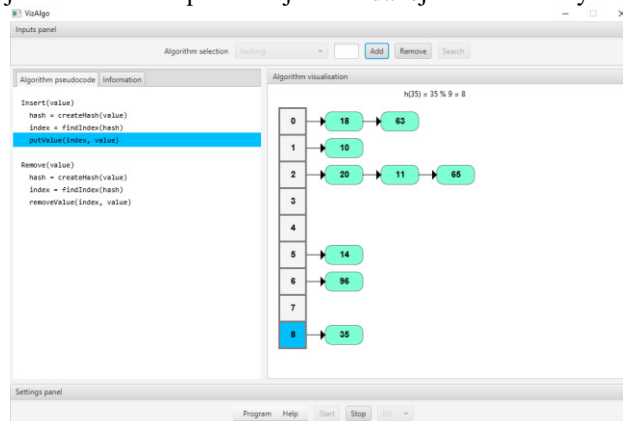 VizAlgo
Inputs panel
Algorithm selection hashing Add Remove Search
Algorithm pseudocode Information
Insert(value)
hash = createHash(value)
index = findIndex(hash)
putValue(index, value)
Remove(value)
hash = createHash(value)
index = findIndex(hash)
removeValue(index, value)
Algorithm visualisation
h(35) = 35 % 9 = 8
0 18 63
1 10
2 20 11 65
3
4
5 14
6 96
7
8 35
Settings panel
Program Help Start Stop EN